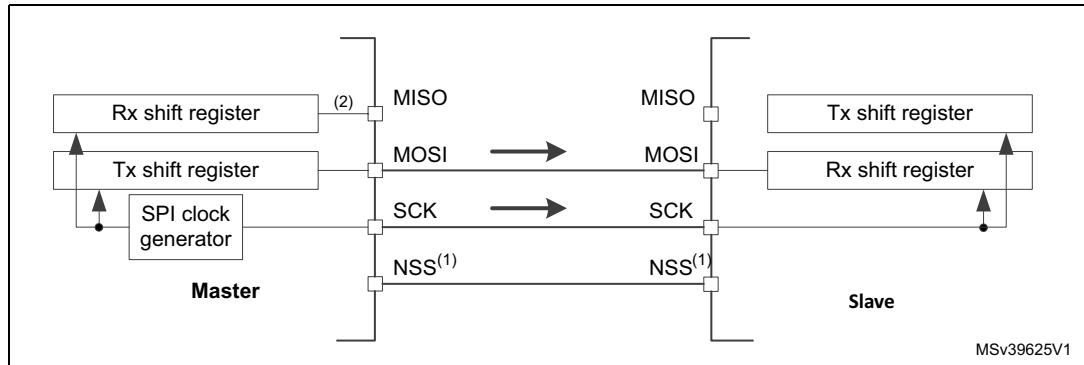 MISO MISO
Rx shift register (2) Tx shift register
MOSI MOSI
Tx shift register Rx shift register
SPI clock
generator
SCK SCK
NSS(1) NSS(1)
Master Slave
MSv39625V1